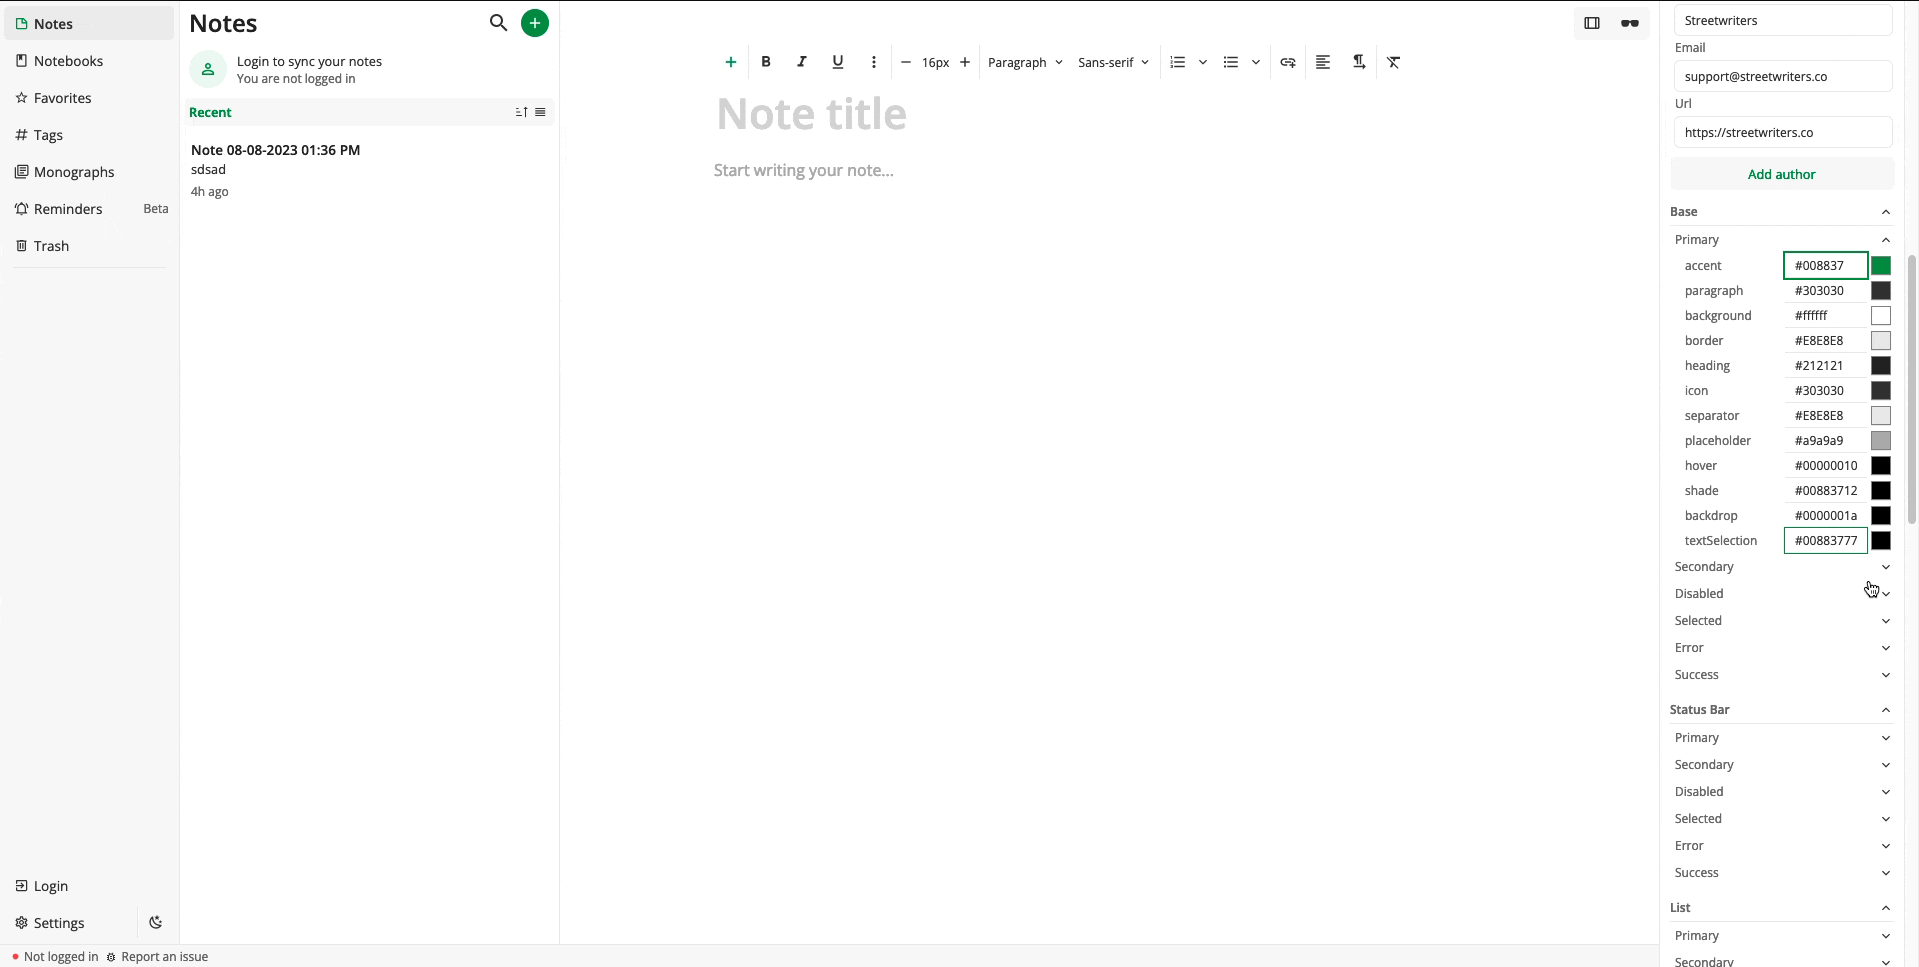 Notes
Notebooks
Favorites
# Tags
Monographs
Reminders Beta
Trash
Login
Settings
Not logged in Report an issue
Notes
Login to sync your notes
You are not logged in
Recent
Note 08-08-2023 01:36 PM
sdsad
4h ago
B I U 16px Paragraph Sans-serif
Note title
Start writing your note...
Streetwriters
Email
support@streetwriters.co
Url
https://streetwriters.co
Add author
Base
Primary
accent #008837
paragraph #303030
background #ffffff
border #E8E8E8
heading #212121
icon #303030
separator #E8E8E8
placeholder #a9a9a9
hover #00000010
shade #00883712
backdrop #0000001a
textSelection #00883777
Secondary
Disabled
Selected
Error
Success
Status Bar
Primary
Secondary
Disabled
Selected
Error
Success
List
Primary
Secondary